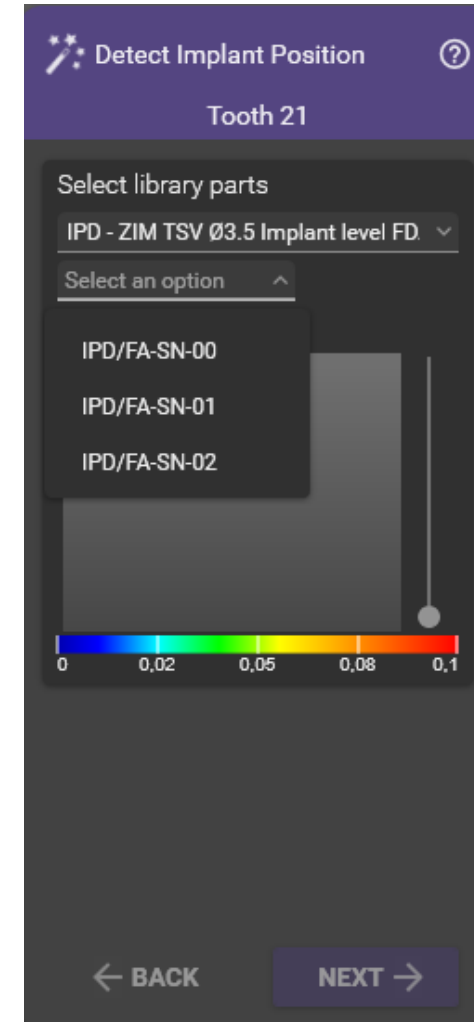 Detect Implant Position
Tooth 21
Select library parts
IPD - ZIM TSV Ø3.5 Implant level FD.
Select an option
IPD/FA-SN-00
IPD/FA-SN-01
IPD/FA-SN-02
0 0,02 0,05 0,08 0,1
BACK NEXT